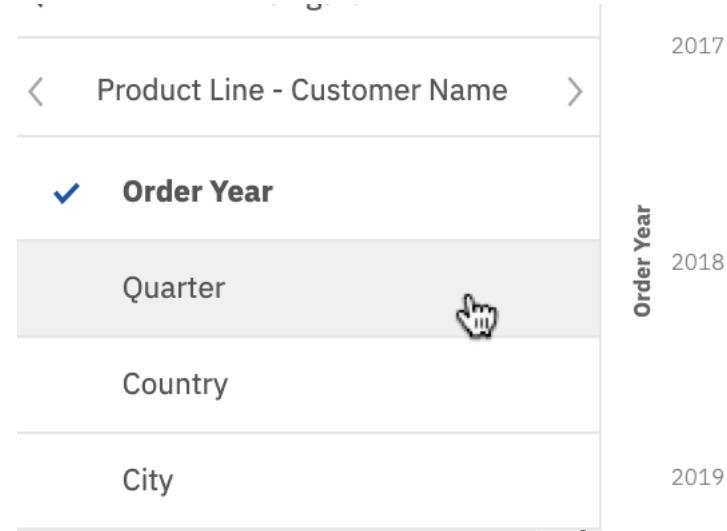 Product Line - Customer Name
Order Year
Quarter
Country
City
Order Year
2017
2018
2019